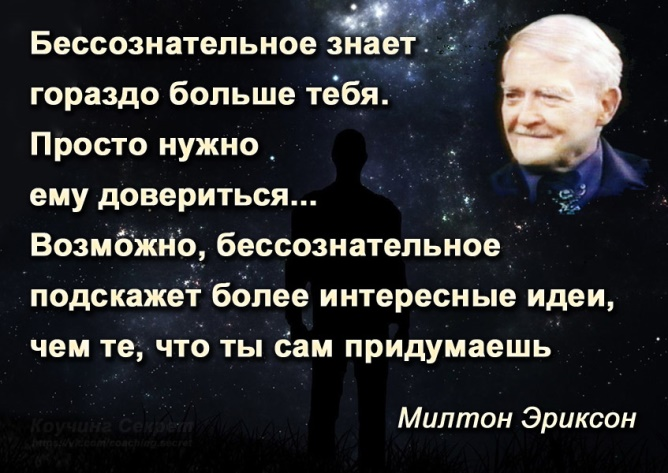 Бессознательное знает
гораздо больше тебя.
Просто нужно
ему довериться...
Возможно, бессознательное
подскажет более интересные идеи,
чем те, что ты сам придумаешь
Милтон Эриксон
Коучинг Секрет